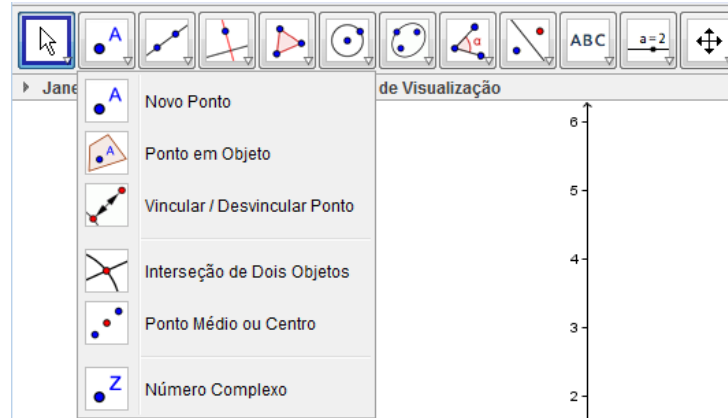 A
α
ABC
a=2
Jane
de Visualização
A
Novo Ponto
A
Ponto em Objeto
Vincular / Desvincular Ponto
Interseção de Dois Objetos
Ponto Médio ou Centro
Z
Número Complexo
6
5
4
3
2